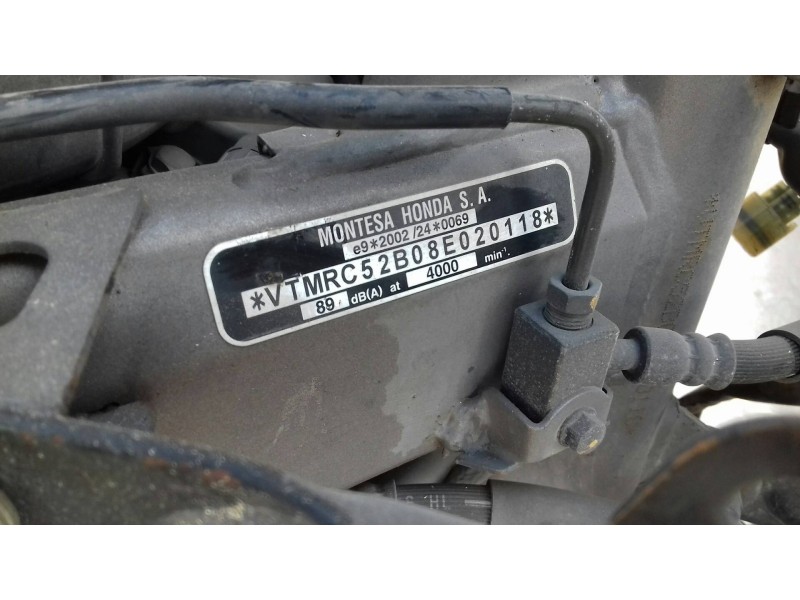 MONTESA HONDA S. A.
e9*2002/24*0069
*VTMRC52B08E020118*
89 dB(A) at 4000 min⁻¹.